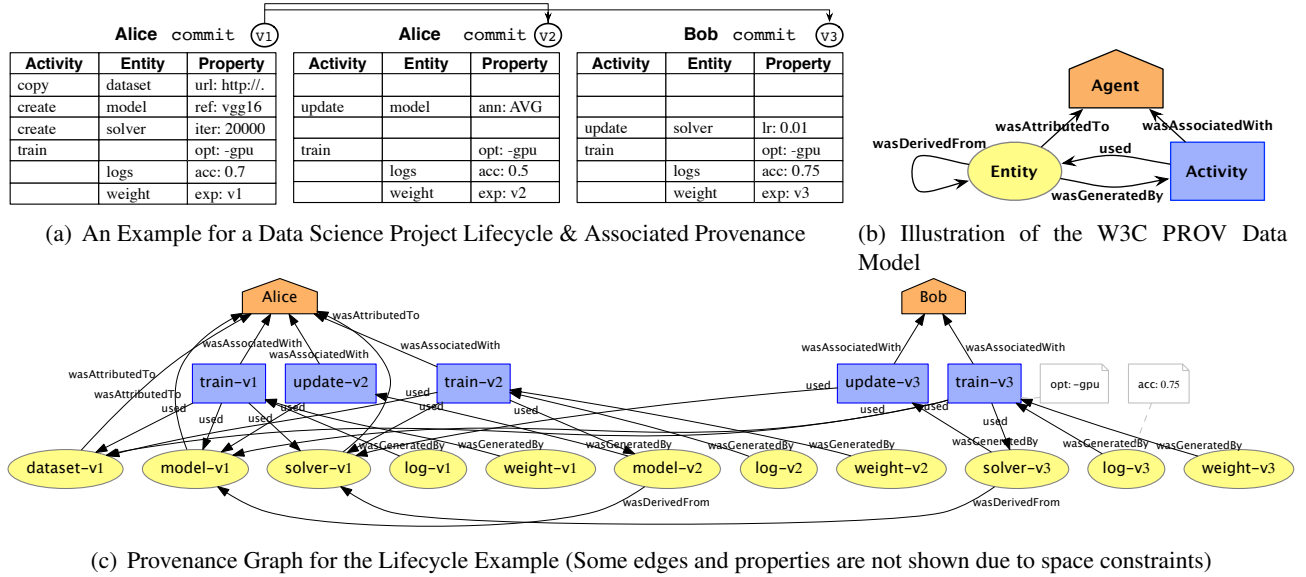 v1 v2 v3
Alice commit Alice commit Bob commit
Activity Entity Property
copy dataset url: http://.
create model ref: vgg16
create solver iter: 20000
train opt: -gpu
logs acc: 0.7
weight exp: v1
Activity Entity Property
update model ann: AVG
train opt: -gpu
logs acc: 0.5
weight exp: v2
Activity Entity Property
update solver lr: 0.01
train opt: -gpu
logs acc: 0.75
weight exp: v3
(a) An Example for a Data Science Project Lifecycle & Associated Provenance
Agent
wasAttributedTo wasAssociatedWith
wasDerivedFrom used
Entity Activity
wasGeneratedBy
(b) Illustration of the W3C PROV Data
Model
Alice Bob
wasAttributedTo
wasAssociatedWith wasAssociatedWith wasAssociatedWith wasAssociatedWith
wasAttributedTo wasAssociatedWith
train-v1 update-v2 train-v2 update-v3 train-v3 opt: -gpu acc: 0.75
wasAttributedTo used used
used used used used used used used used
wasGeneratedBy wasGeneratedBy wasGeneratedBy wasGeneratedBy wasGeneratedBy wasGeneratedBy wasGeneratedBy
dataset-v1 model-v1 solver-v1 log-v1 weight-v1 model-v2 log-v2 weight-v2 solver-v3 log-v3 weight-v3
wasDerivedFrom wasDerivedFrom
(c) Provenance Graph for the Lifecycle Example (Some edges and properties are not shown due to space constraints)